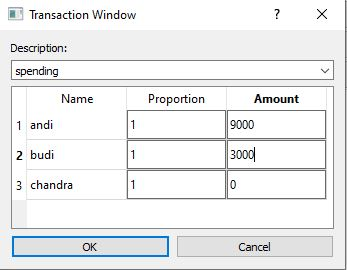 Transaction Window ?
Description:
spending
Name Proportion Amount
1 andi 1 9000
2 budi 1 3000
3 chandra 1 0
OK Cancel